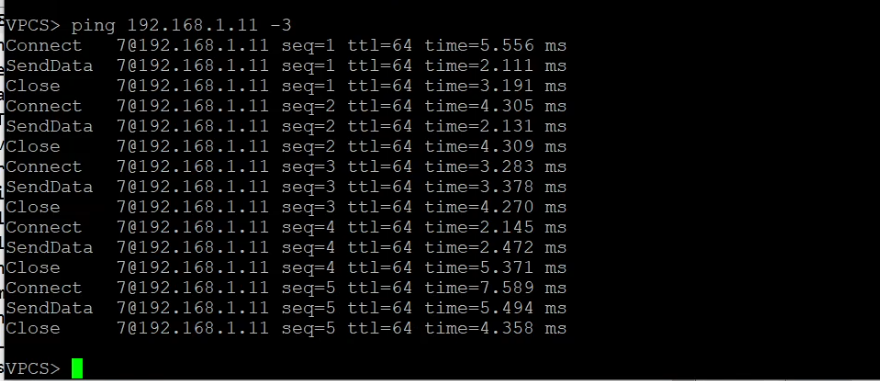 VPCS> ping 192.168.1.11 -3
Connect   7@192.168.1.11 seq=1 ttl=64 time=5.556 ms
SendData  7@192.168.1.11 seq=1 ttl=64 time=2.111 ms
Close     7@192.168.1.11 seq=1 ttl=64 time=3.191 ms
Connect   7@192.168.1.11 seq=2 ttl=64 time=4.305 ms
SendData  7@192.168.1.11 seq=2 ttl=64 time=2.131 ms
Close     7@192.168.1.11 seq=2 ttl=64 time=4.309 ms
Connect   7@192.168.1.11 seq=3 ttl=64 time=3.283 ms
SendData  7@192.168.1.11 seq=3 ttl=64 time=3.378 ms
Close     7@192.168.1.11 seq=3 ttl=64 time=4.270 ms
Connect   7@192.168.1.11 seq=4 ttl=64 time=2.145 ms
SendData  7@192.168.1.11 seq=4 ttl=64 time=2.472 ms
Close     7@192.168.1.11 seq=4 ttl=64 time=5.371 ms
Connect   7@192.168.1.11 seq=5 ttl=64 time=7.589 ms
SendData  7@192.168.1.11 seq=5 ttl=64 time=5.494 ms
Close     7@192.168.1.11 seq=5 ttl=64 time=4.358 ms
VPCS>